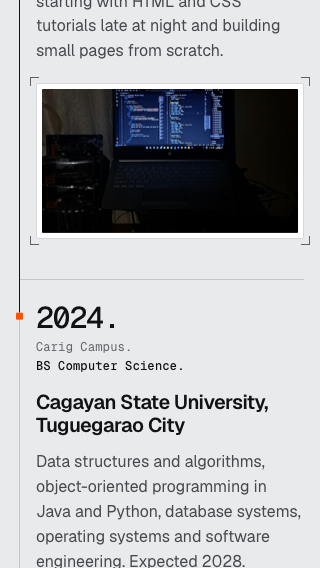 starting with HTML and CSS
tutorials late at night and building
small pages from scratch.
2024.
Carig Campus.
BS Computer Science.
Cagayan State University,
Tuguegarao City
Data structures and algorithms,
object-oriented programming in
Java and Python, database systems,
operating systems and software
engineering. Expected 2028.